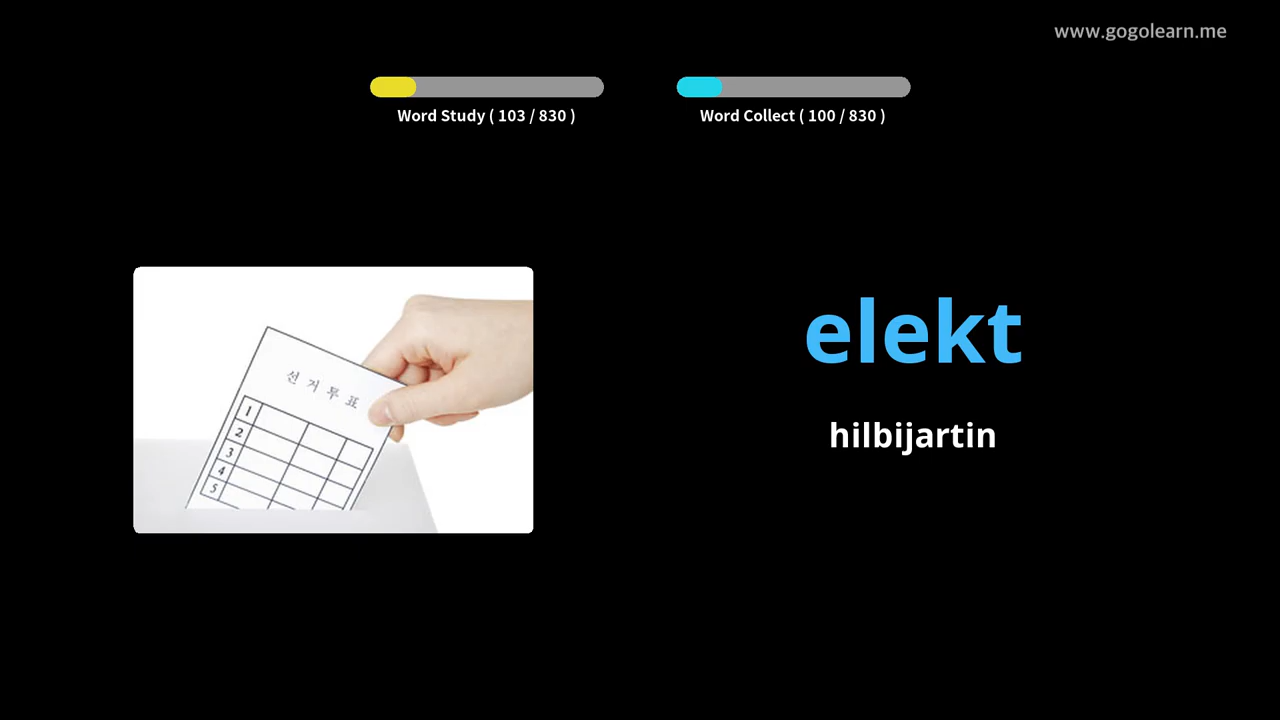 www.gogolearn.me
Word Study ( 103 / 830 )
Word Collect ( 100 / 830 )
선거투표
1
2
3
4
5
elekt
hilbijartin